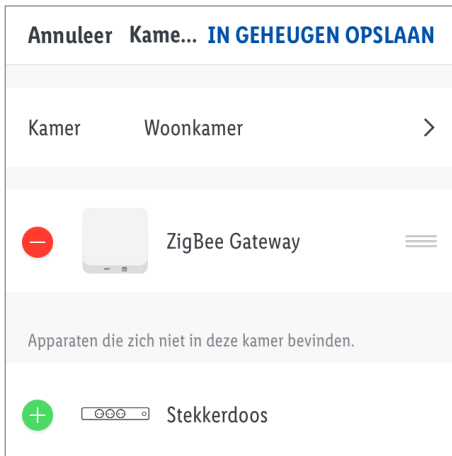 Annuleer Kame... IN GEHEUGEN OPSLAAN
Kamer Woonkamer
ZigBee Gateway
Apparaten die zich niet in deze kamer bevinden.
Stekkerdoos